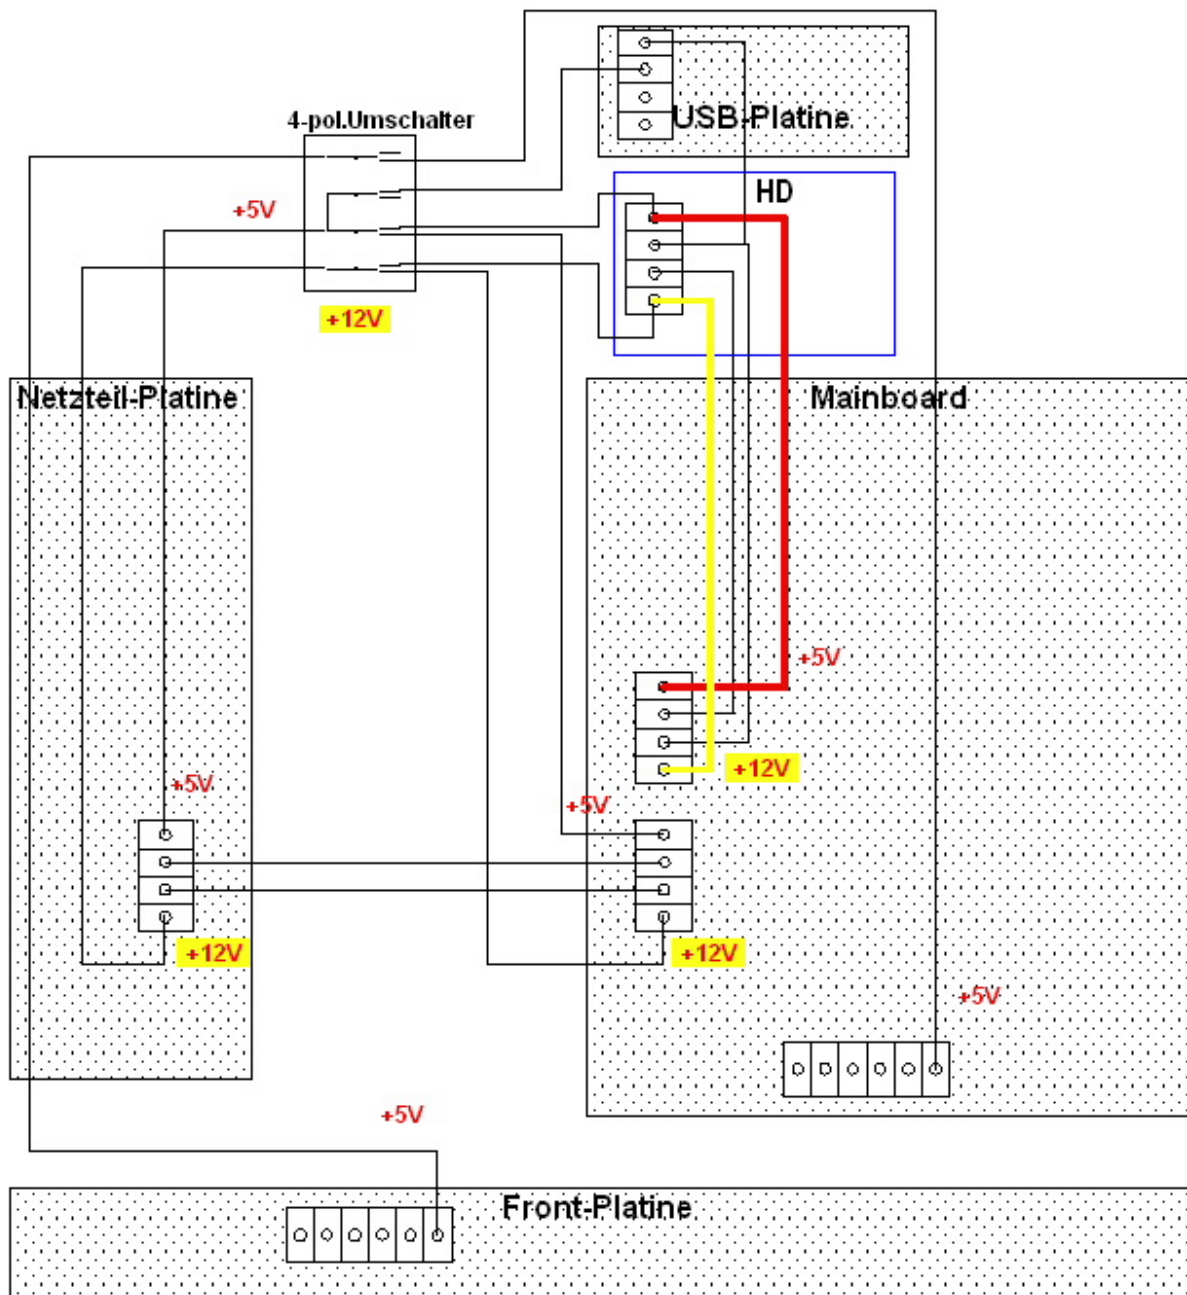 4-pol.Umschalter
USB-Platine
HD
+5V
+12V
Netzteil-Platine
Mainboard
+5V
+12V
+5V
+5V
+12V
+12V
+5V
+5V
Front-Platine